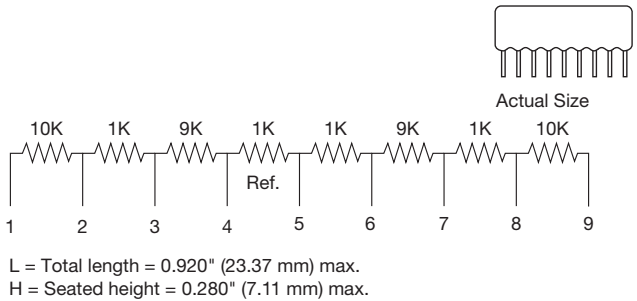 Actual Size
10K 1K 9K 1K 1K 9K 1K 10K
Ref.
1 2 3 4 5 6 7 8 9
L = Total length = 0.920" (23.37 mm) max.
H = Seated height = 0.280" (7.11 mm) max.